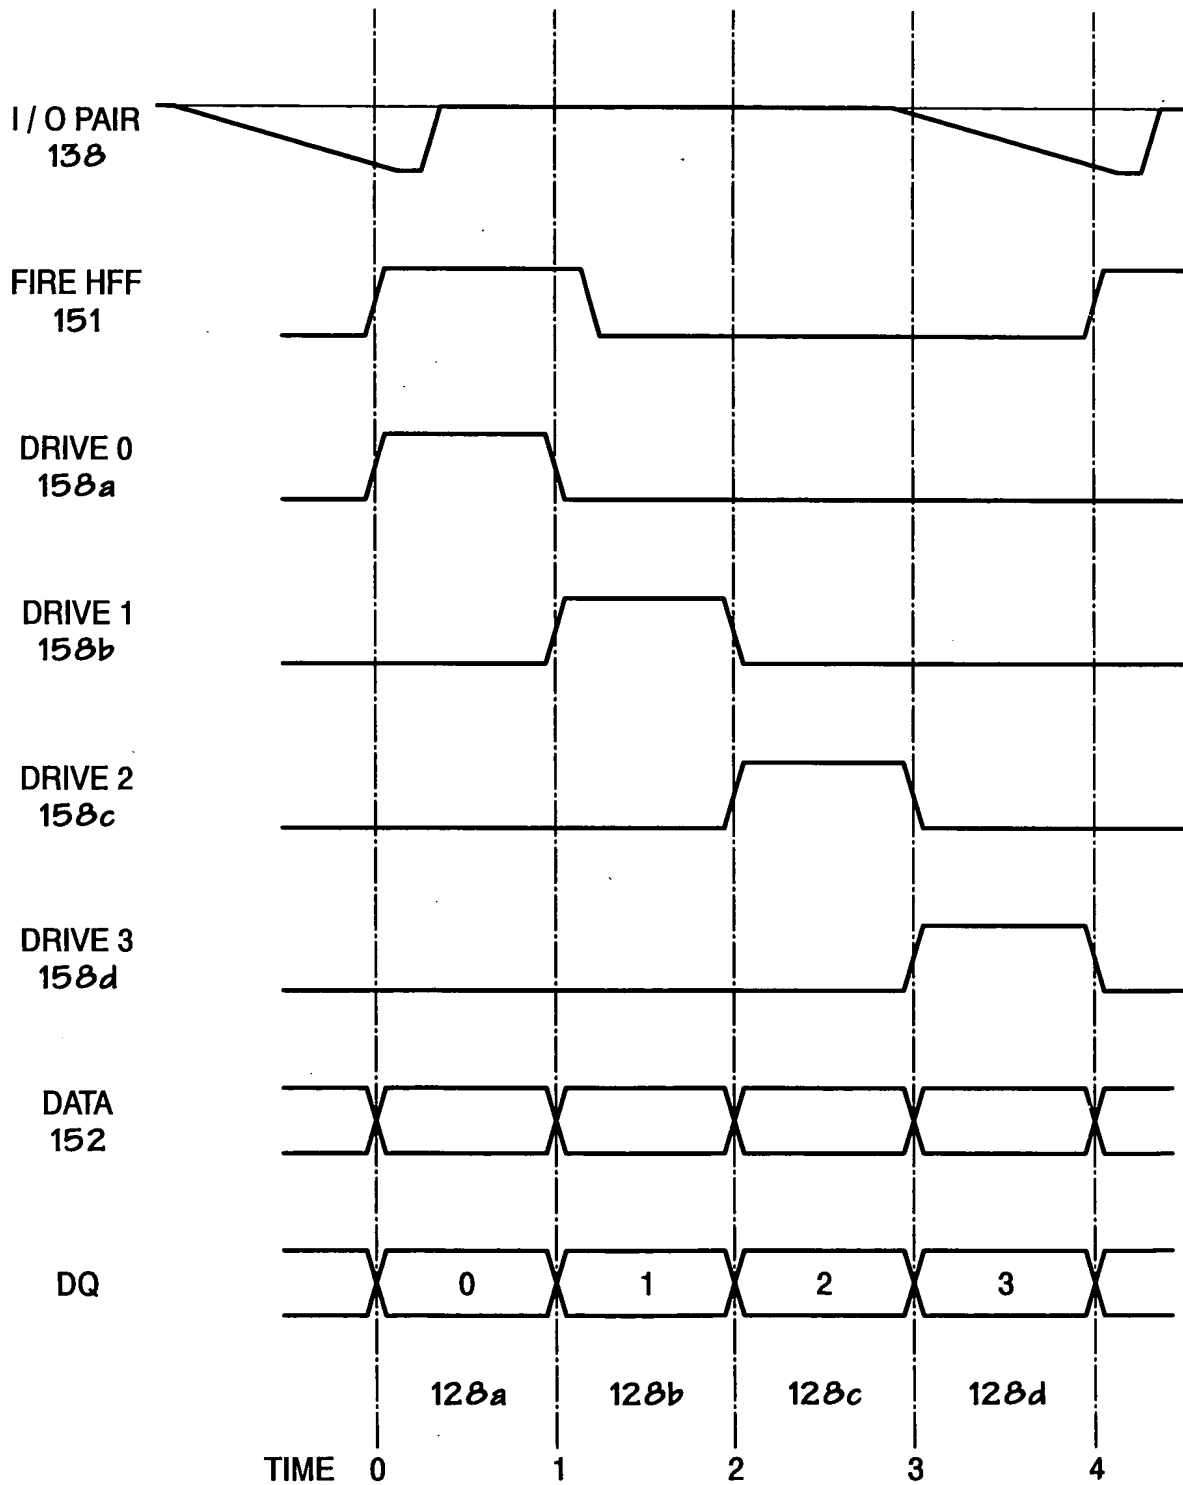 I / O PAIR
138
FIRE HFF
151
DRIVE 0
158a
DRIVE 1
158b
DRIVE 2
158c
DRIVE 3
158d
DATA
152
DQ 0 1 2 3
128a 128b 128c 128d
TIME 0 1 2 3 4